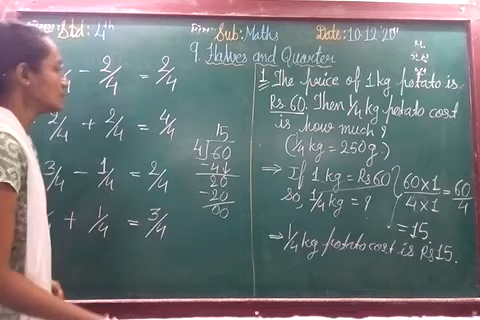 Std: 4th
Sub: Maths
Date: 10.12.20
9. Halves and Quarter
- 2/4 = 2/4
2/4 + 2/4 = 4/4
3/4 - 1/4 = 2/4
+ 1/4 = 3/4
15
4 60
-4↓
20
-20
00
1. The price of 1 kg potato is
Rs. 60. Then 1/4 kg potato cost
is how much?
(1/4 kg = 250 g.)
⇒ If 1 kg = Rs 60
So, 1/4 kg = ?
60×1/4×1 = 60/4
= 15.
⇒ 1/4 kg potato cost is Rs 15.